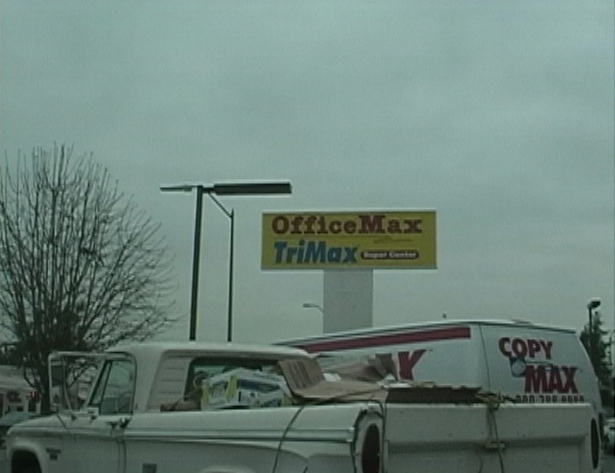 OfficeMax
TriMax Super Center
COPY
MAX